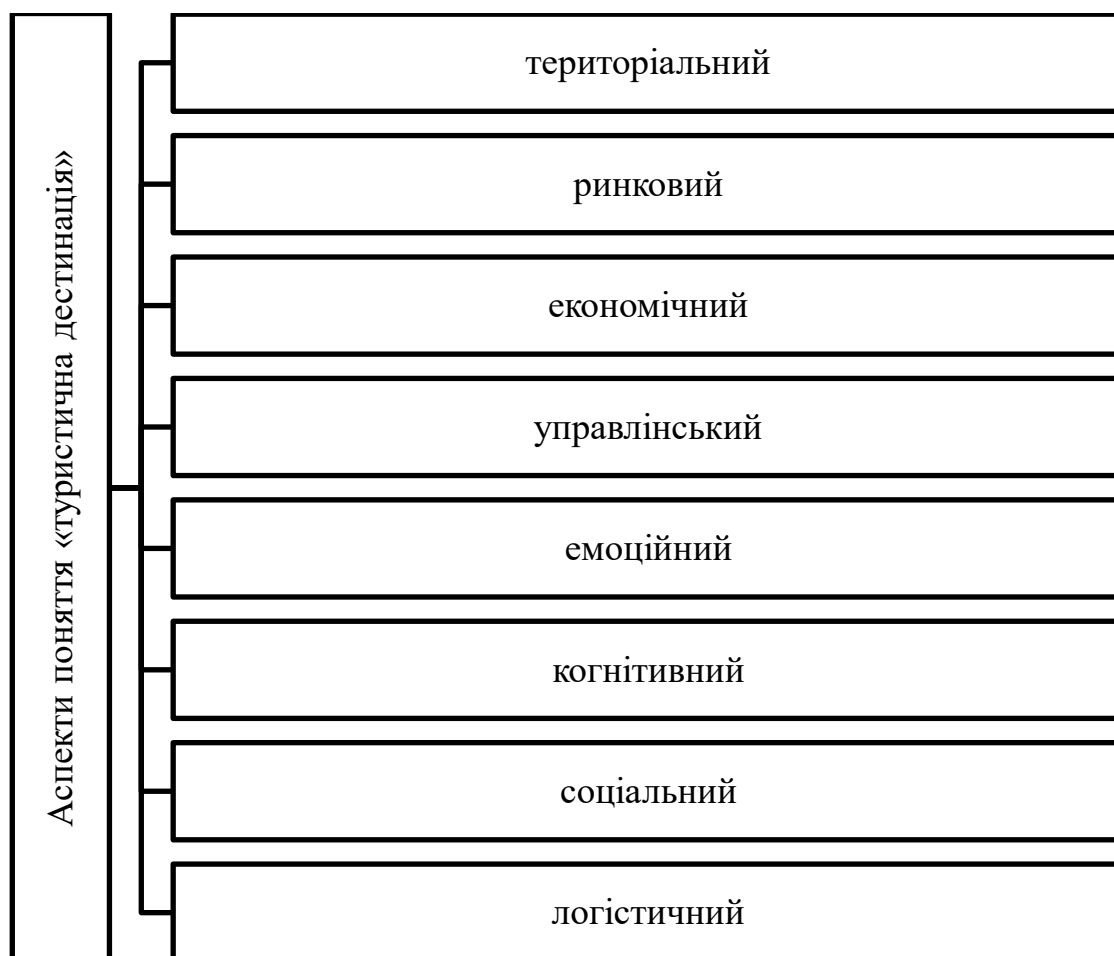 Аспекти поняття «туристична дестинація»
територіальний
ринковий
економічний
управлінський
емоційний
когнітивний
соціальний
логістичний